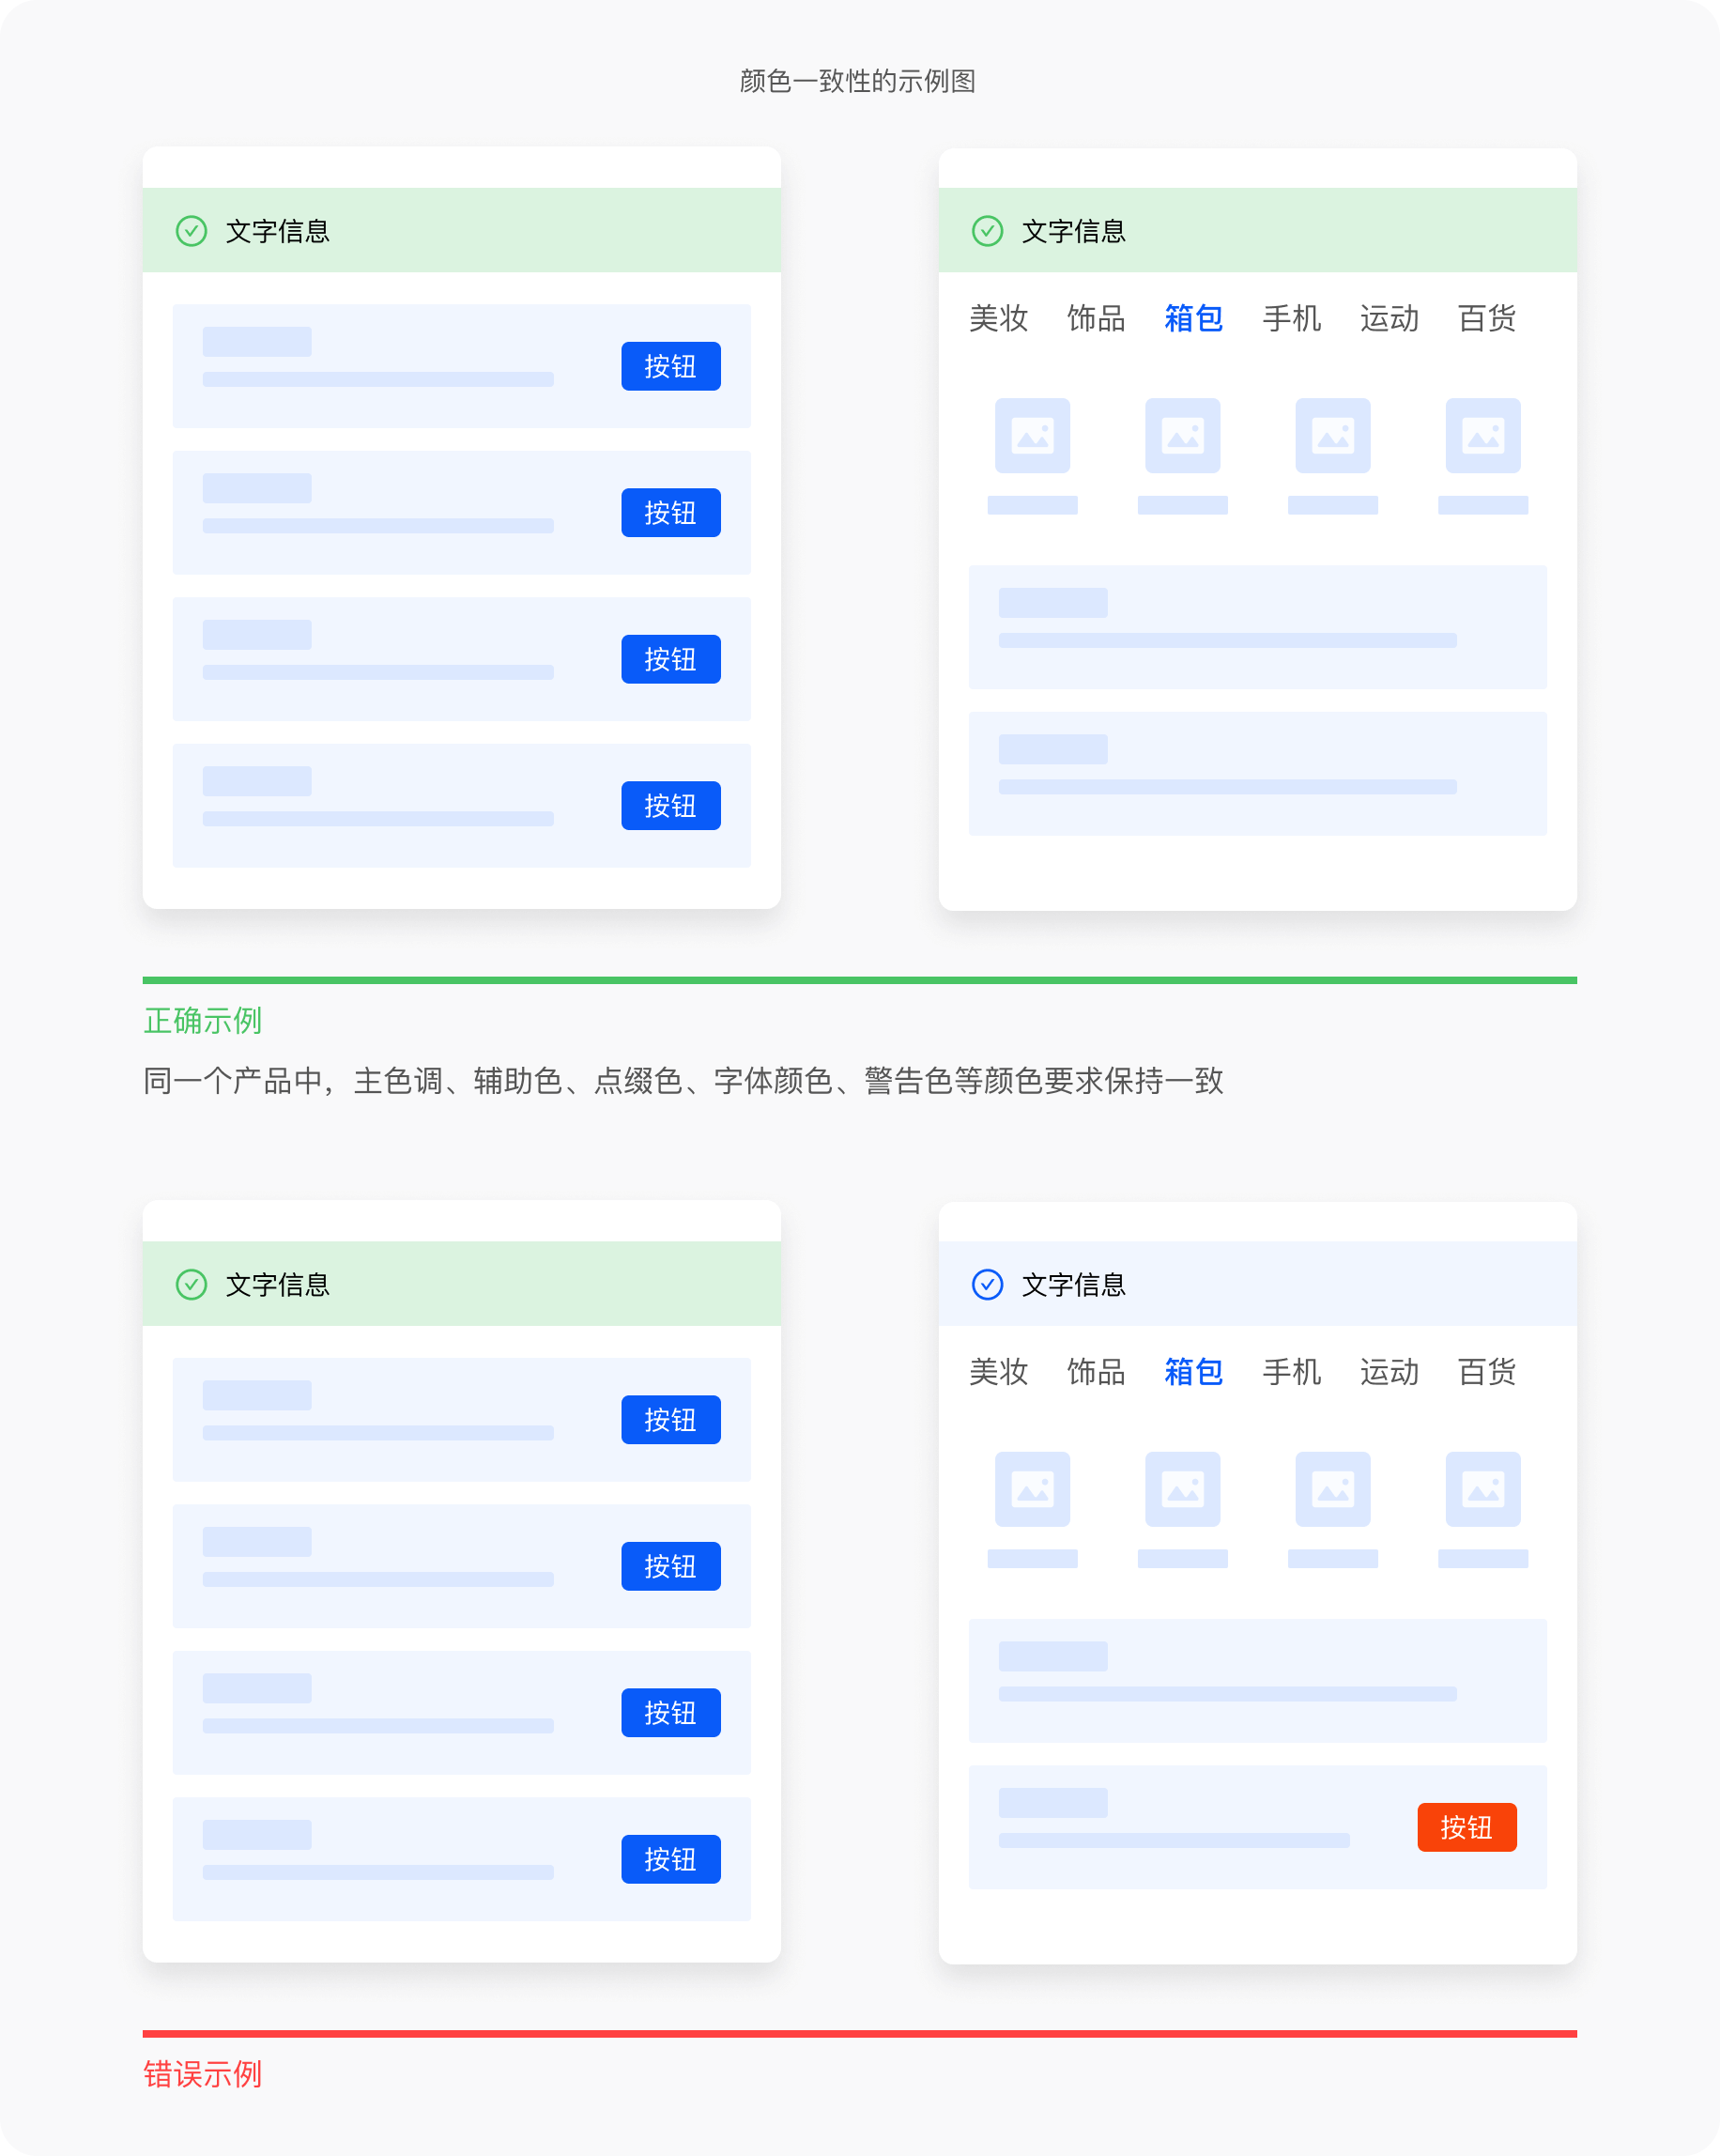 颜色一致性的示例图
文字信息
按钮
按钮
按钮
按钮
文字信息
美妆 饰品 箱包 手机 运动 百货
正确示例
同一个产品中，主色调、辅助色、点缀色、字体颜色、警告色等颜色要求保持一致
文字信息
按钮
按钮
按钮
按钮
文字信息
美妆 饰品 箱包 手机 运动 百货
按钮
错误示例